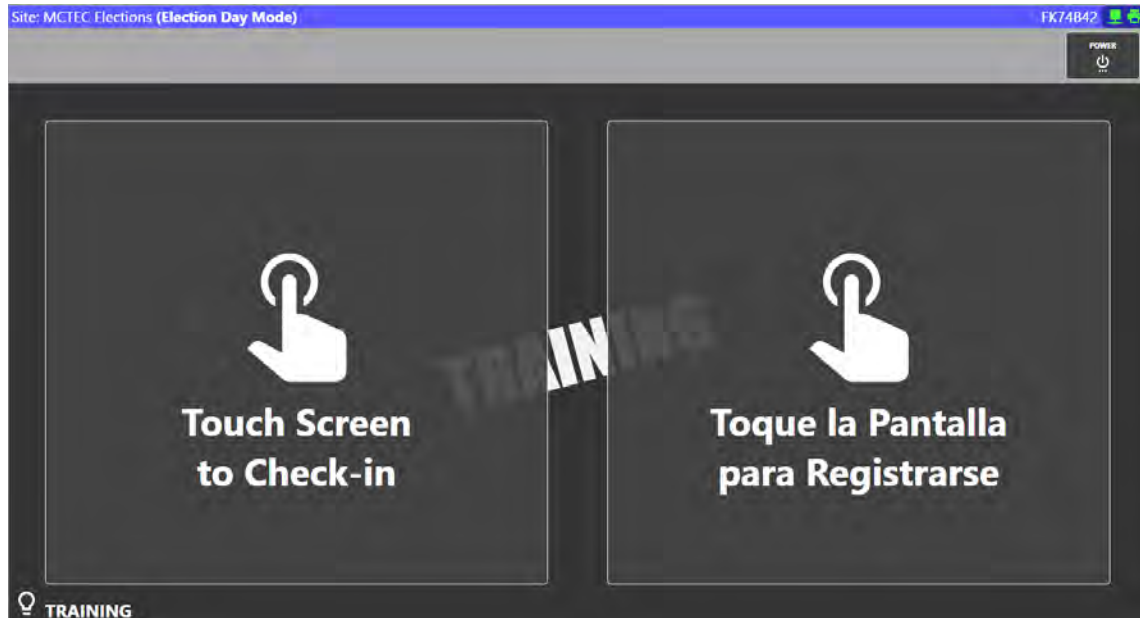 Site: MCTEC Elections (Election Day Mode)
FK74B42
POWER
Touch Screen
to Check-in
Toque la Pantalla
para Registrarse
TRAINING
TRAINING